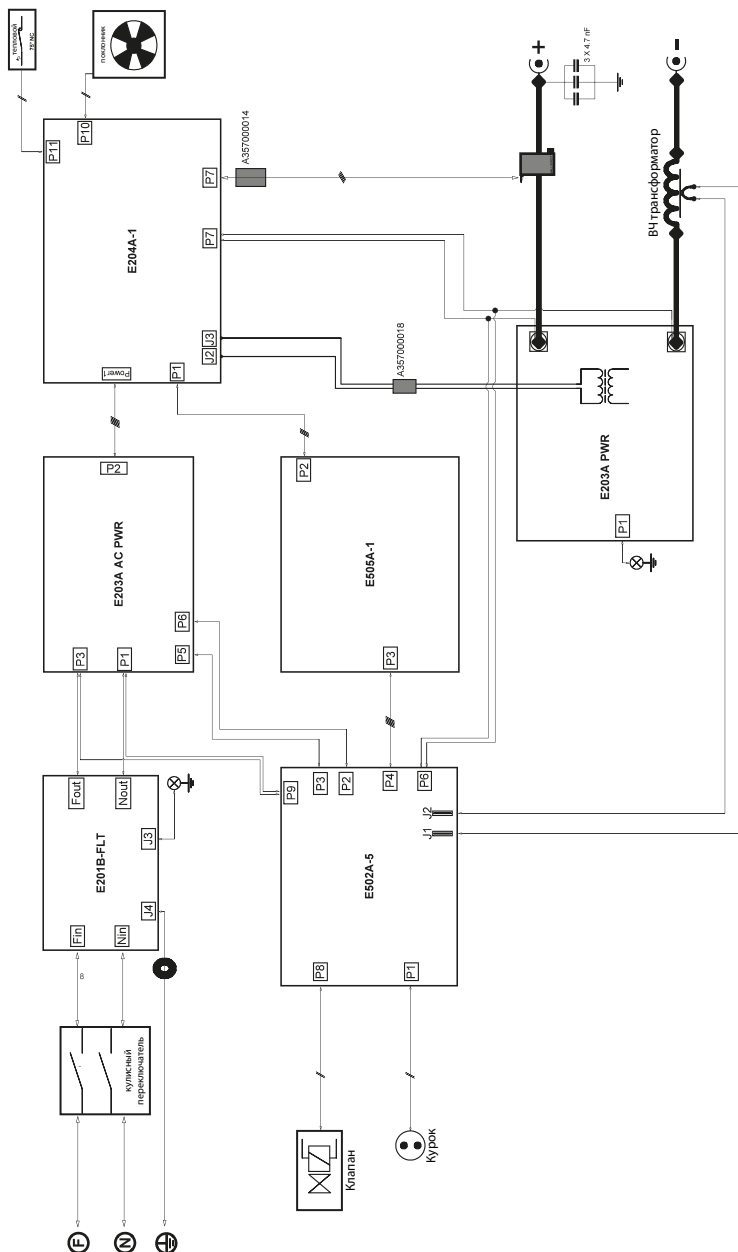 ТЕПЛОВОЙ
75°NC
ПОКЛОННИК
P11
P10
A357000014
P7
P7
E204A-1
J3
J2
Power1
P1
+
3 X 4.7 nF
-
ВЧ трансформатор
A357000018
E203A PWR
P1
P2
E203A AC PWR
P6
P5
P3
P1
P2
E505A-1
P3
Fout
Nout
J3
E201B-FLT
J4
Fin
Nin
8
P9
P3
P2
P4
P6
J2
J1
E502A-5
P8
P1
кулисный
переключатель
Клапан
Курок
F
N